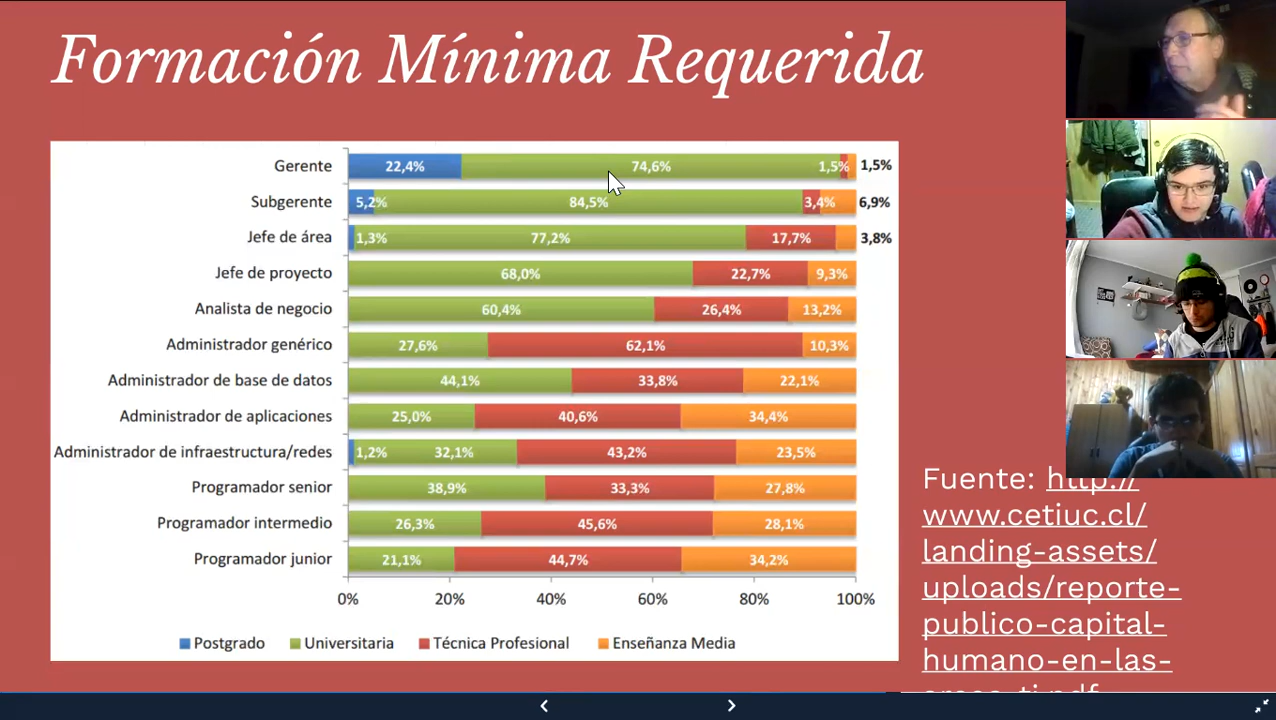 Formación Mínima Requerida
Gerente 22,4% 74,6% 1,5% 1,5%
Subgerente 5,2% 84,5% 3,4% 6,9%
Jefe de área 1,3% 77,2% 17,7% 3,8%
Jefe de proyecto 68,0% 22,7% 9,3%
Analista de negocio 60,4% 26,4% 13,2%
Administrador genérico 27,6% 62,1% 10,3%
Administrador de base de datos 44,1% 33,8% 22,1%
Administrador de aplicaciones 25,0% 40,6% 34,4%
Administrador de infraestructura/redes 1,2% 32,1% 43,2% 23,5%
Programador senior 38,9% 33,3% 27,8%
Programador intermedio 26,3% 45,6% 28,1%
Programador junior 21,1% 44,7% 34,2%
0% 20% 40% 60% 80% 100%
Postgrado Universitaria Técnica Profesional Enseñanza Media
Fuente: http://
www.cetiuc.cl/
landing-assets/
uploads/reporte-
publico-capital-
humano-en-las-